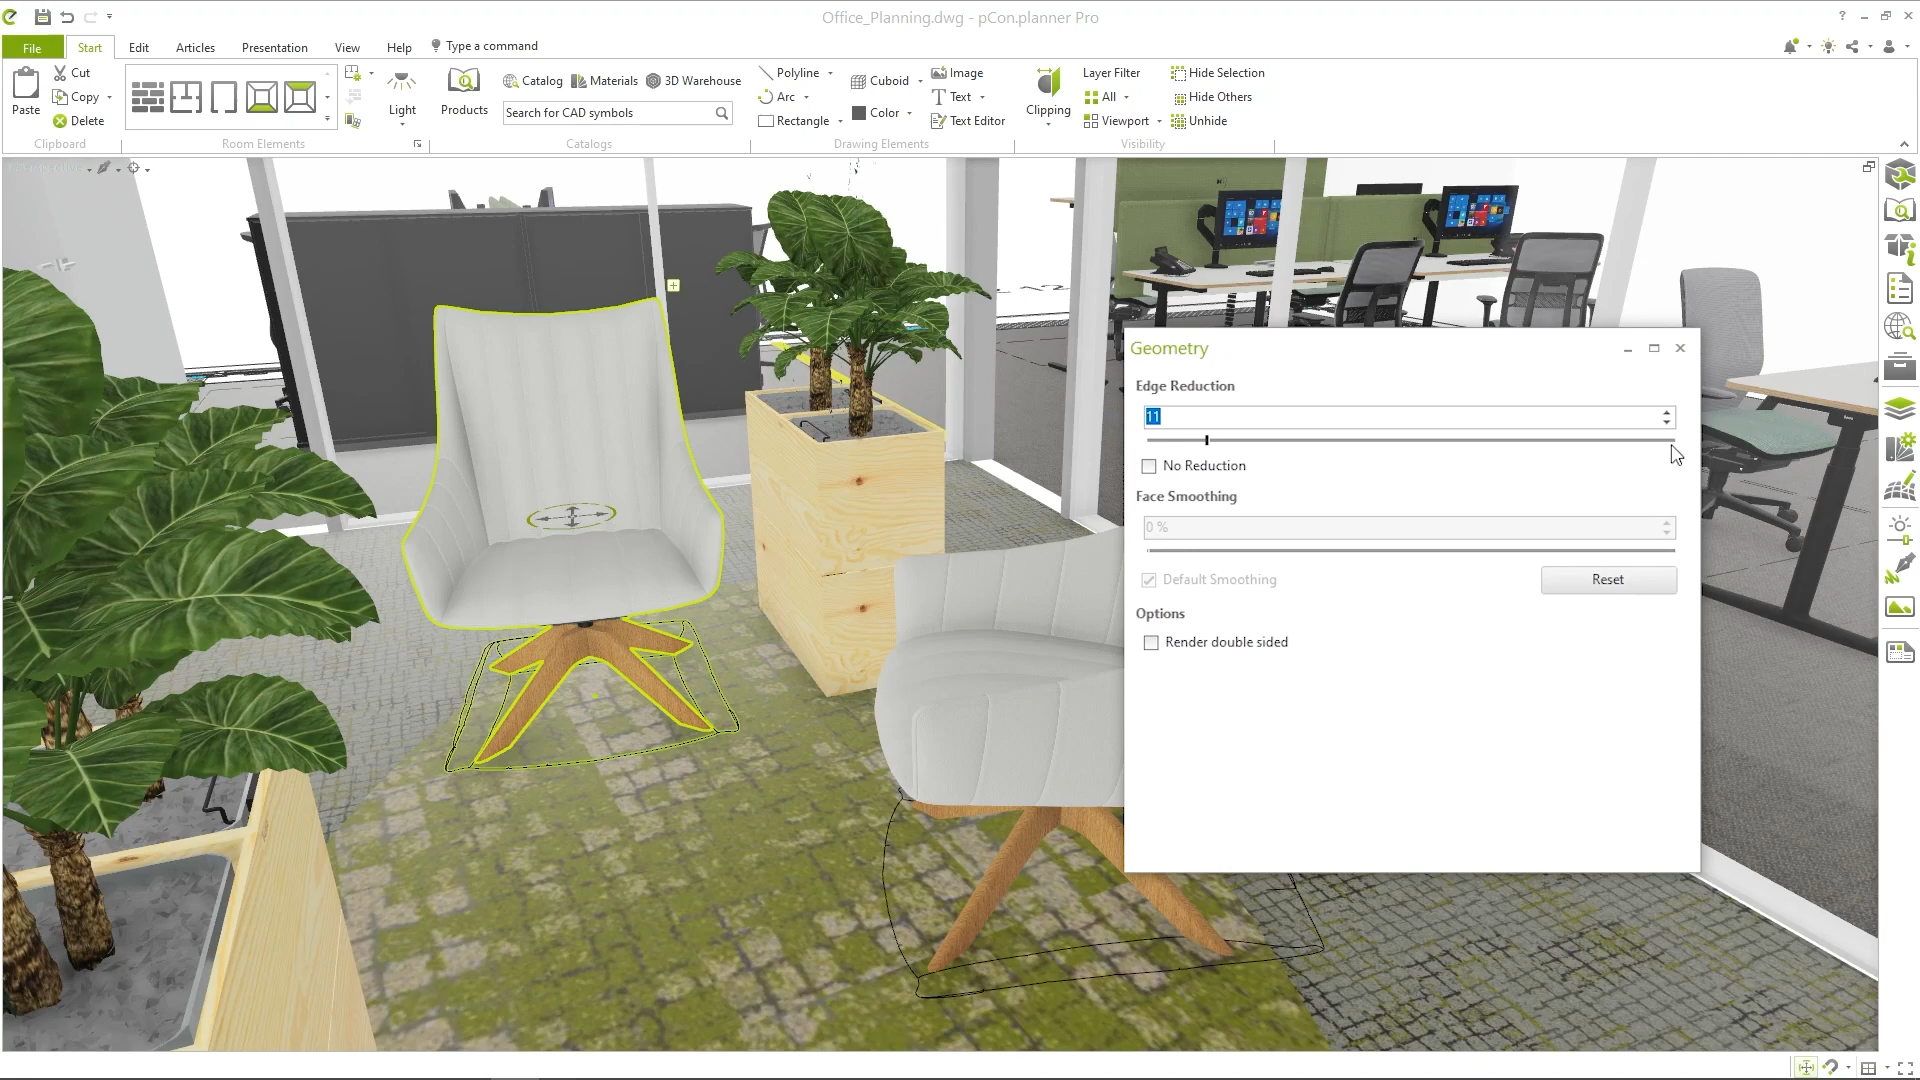 Office_Planning.dwg - pCon.planner Pro
File
Start
Edit
Articles
Presentation
View
Help
Type a command
Paste
Cut
Copy
Delete
Light
Products
Catalog
Materials
3D Warehouse
Search for CAD symbols
Polyline
Arc
Rectangle
Cuboid
Color
Image
Text
Text Editor
Clipping
Layer Filter
All
Viewport
Hide Selection
Hide Others
Unhide
Clipboard
Room Elements
Catalogs
Drawing Elements
Visibility
Perspective
Geometry
Edge Reduction
11
No Reduction
Face Smoothing
0 %
Default Smoothing
Reset
Options
Render double sided